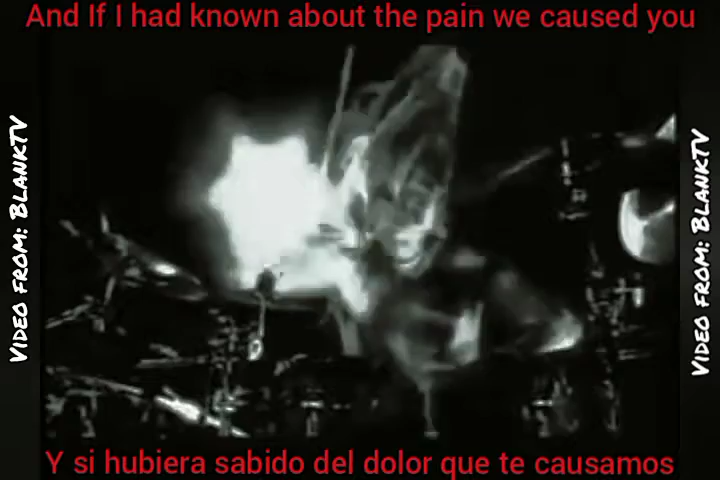 And If I had known about the pain we caused you
Video from: BlankTV
Video from: BlankTV
Y si hubiera sabido del dolor que te causamos